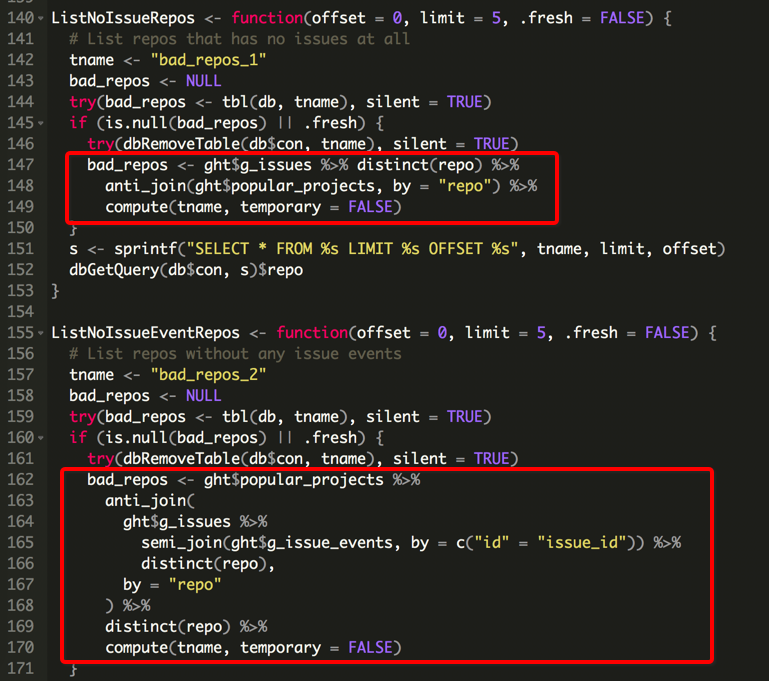 140 ListNoIssueRepos <- function(offset = 0, limit = 5, .fresh = FALSE) {
141   # List repos that has no issues at all
142   tname <- "bad_repos_1"
143   bad_repos <- NULL
144   try(bad_repos <- tbl(db, tname), silent = TRUE)
145   if (is.null(bad_repos) || .fresh) {
146     try(dbRemoveTable(db$con, tname), silent = TRUE)
147     bad_repos <- ght$g_issues %>% distinct(repo) %>%
148       anti_join(ght$popular_projects, by = "repo") %>%
149       compute(tname, temporary = FALSE)
150   }
151   s <- sprintf("SELECT * FROM %s LIMIT %s OFFSET %s", tname, limit, offset)
152   dbGetQuery(db$con, s)$repo
153 }
154
155 ListNoIssueEventRepos <- function(offset = 0, limit = 5, .fresh = FALSE) {
156   # List repos without any issue events
157   tname <- "bad_repos_2"
158   bad_repos <- NULL
159   try(bad_repos <- tbl(db, tname), silent = TRUE)
160   if (is.null(bad_repos) || .fresh) {
161     try(dbRemoveTable(db$con, tname), silent = TRUE)
162     bad_repos <- ght$popular_projects %>%
163       anti_join(
164         ght$g_issues %>%
165           semi_join(ght$g_issue_events, by = c("id" = "issue_id")) %>%
166           distinct(repo),
167         by = "repo"
168       ) %>%
169       distinct(repo) %>%
170       compute(tname, temporary = FALSE)
171   }